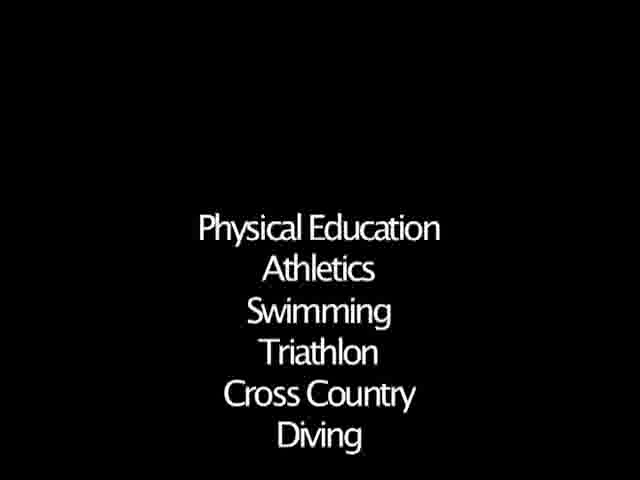 Physical Education
Athletics
Swimming
Triathlon
Cross Country
Diving